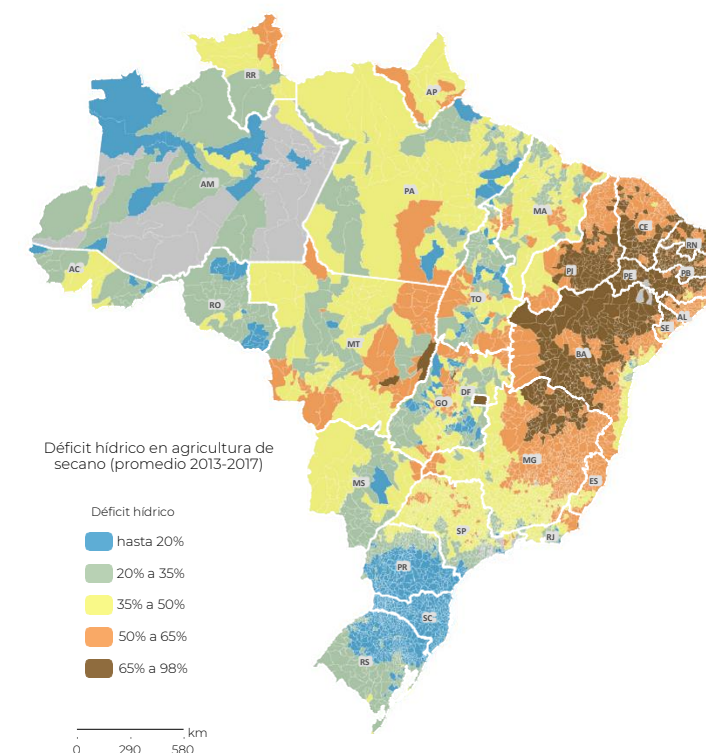 RR
AP
AM
PA
MA
CE
RN
PB
PJ
PE
AC
TO
AL
RO
SE
MT
BA
DF
GO
Déficit hídrico en agricultura de
secano (promedio 2013-2017)
MG
MS
ES
Déficit hídrico
hasta 20%
SP
RJ
20% a 35%
PR
35% a 50%
SC
50% a 65%
RS
65% a 98%
km
0 290 580